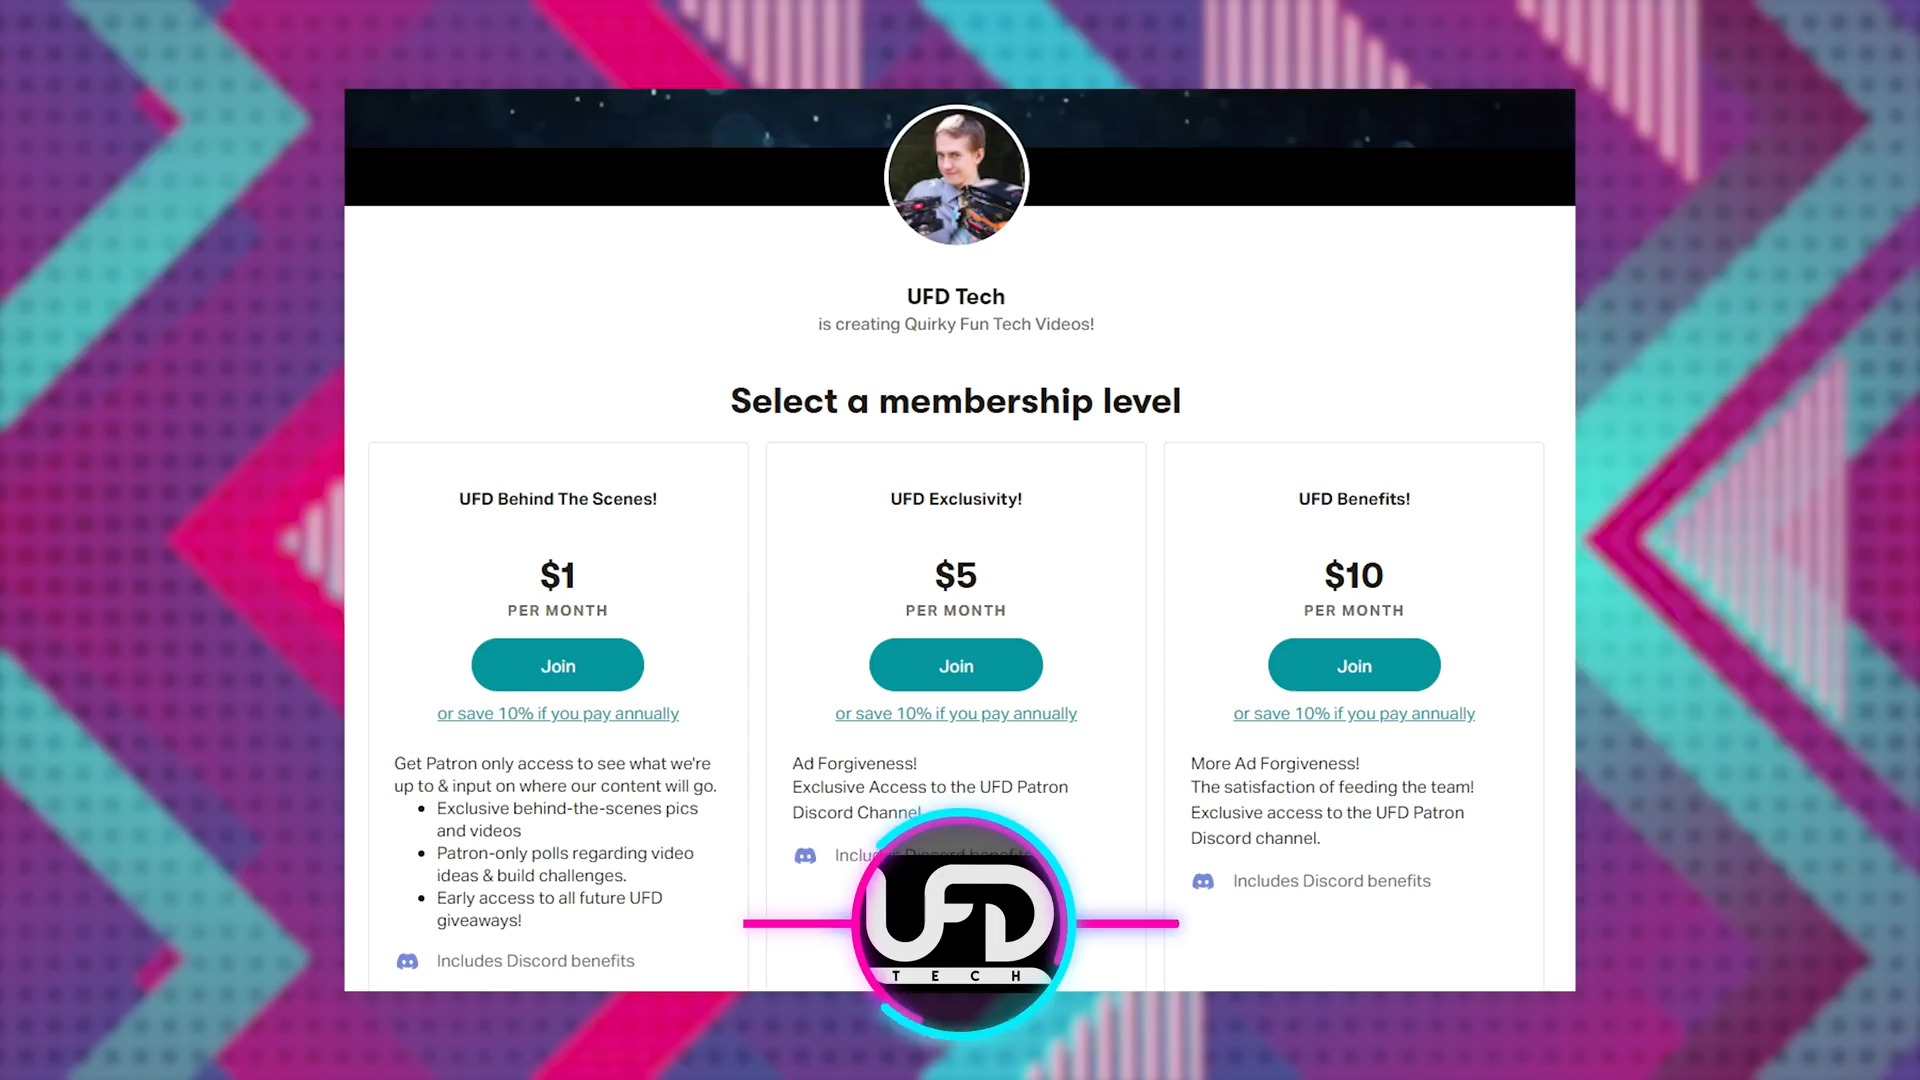 UFD Tech
is creating Quirky Fun Tech Videos!
Select a membership level
UFD Behind The Scenes!
$1
PER MONTH
Join
or save 10% if you pay annually
Get Patron only access to see what we're
up to & input on where our content will go.
• Exclusive behind-the-scenes pics
and videos
• Patron-only polls regarding video
ideas & build challenges.
• Early access to all future UFD
giveaways!
Includes Discord benefits
UFD Exclusivity!
$5
PER MONTH
Join
or save 10% if you pay annually
Ad Forgiveness!
Exclusive Access to the UFD Patron
Discord Channel
Includes Discord benefits
UFD Benefits!
$10
PER MONTH
Join
or save 10% if you pay annually
More Ad Forgiveness!
The satisfaction of feeding the team!
Exclusive access to the UFD Patron
Discord channel.
Includes Discord benefits
UFD
TECH